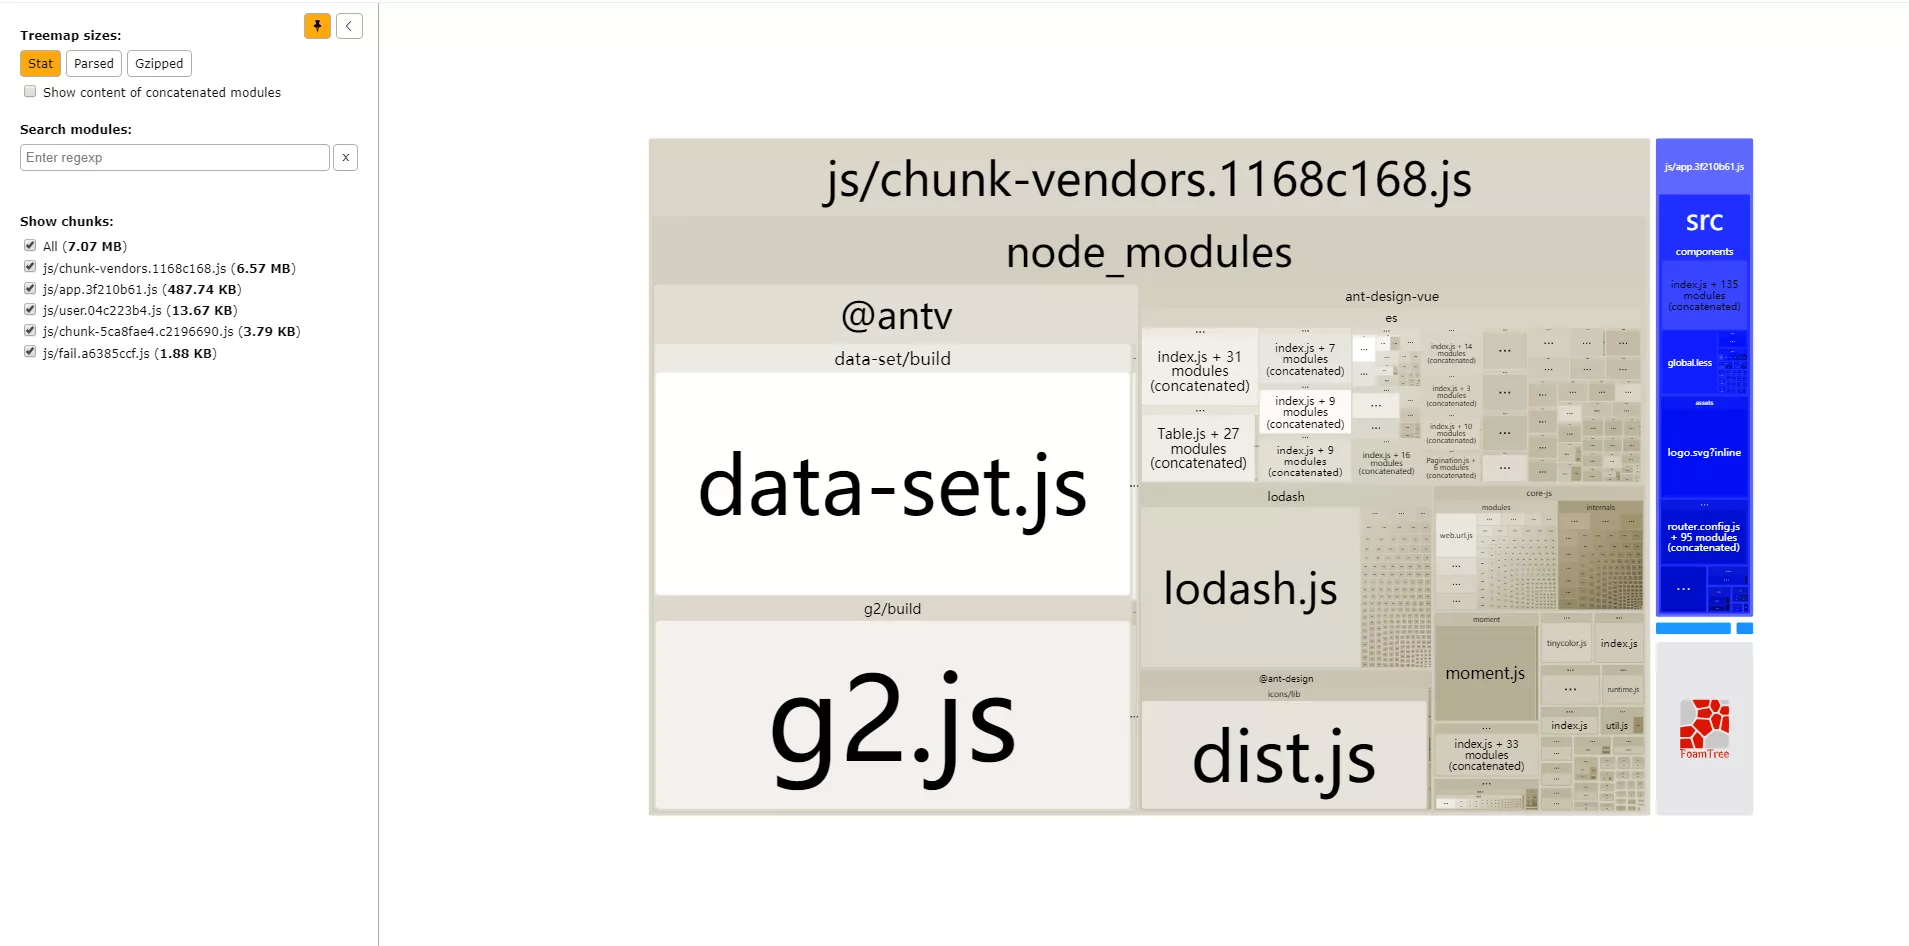 Treemap sizes:
Stat
Parsed
Gzipped
Show content of concatenated modules
Search modules:
Enter regexp
x
Show chunks:
All (7.07 MB)
js/chunk-vendors.1168c168.js (6.57 MB)
js/app.3f210b61.js (487.74 KB)
js/user.04c223b4.js (13.67 KB)
js/chunk-5ca8fae4.c2196690.js (3.79 KB)
js/fail.a6385ccf.js (1.88 KB)
js/chunk-vendors.1168c168.js
node_modules
@antv
data-set/build
data-set.js
g2/build
g2.js
ant-design-vue
es
index.js + 31
modules
(concatenated)
Table.js + 27
modules
(concatenated)
index.js + 7
modules
(concatenated)
index.js + 9
modules
(concatenated)
index.js + 9
modules
(concatenated)
index.js + 16
modules
(concatenated)
index.js + 14
modules
(concatenated)
index.js + 3
modules
(concatenated)
index.js + 10
modules
(concatenated)
Pagination.js +
6 modules
(concatenated)
lodash
lodash.js
@ant-design
icons/lib
dist.js
core-js
modules
web.url.js
internals
moment
moment.js
tinycolor.js
index.js
runtime.js
index.js
util.js
index.js + 33
modules
(concatenated)
js/app.3f210b61.js
src
components
index.js + 135
modules
(concatenated)
global.less
assets
logo.svg?inline
router.config.js
+ 95 modules
(concatenated)
FoamTree